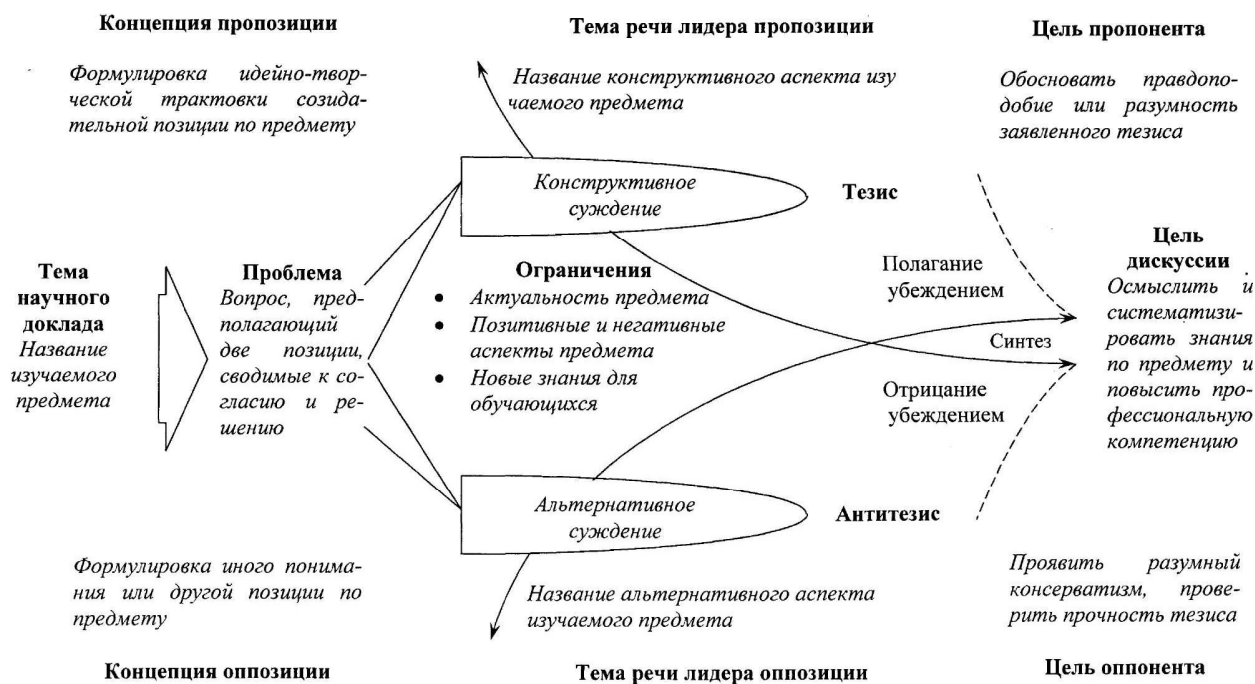 Концепция пропозиции
Формулировка идейно-твор-
ческой трактовки созида-
тельной позиции по предмету
Тема речи лидера пропозиции
Название конструктивного аспекта изу
чаемого предмета
Цель пропонента
Обосновать правдопо-
добие или разумность
заявленного тезиса
Конструктивное
суждение
Тезис
Тема
научного
доклада
Название
изучаемого
предмета
Проблема
Вопрос, пред-
полагающий
две позиции,
сводимые к со-
гласию и ре-
шению
Ограничения
• Актуальность предмета
• Позитивные и негативные
аспекты предмета
• Новые знания для
обучающихся
Полагание
убеждением
Синтез
Отрицание
убеждением
Цель
дискуссии
Осмыслить и
систематизи-
ровать знания
по предмету и
повысить про-
фессиональную
компетенцию
Альтернативное
суждение
Антитезис
Формулировка иного понима-
ния или другой позиции по
предмету
Концепция оппозиции
Название альтернативного аспекта
изучаемого предмета
Тема речи лидера оппозиции
Проявить разумный
консерватизм, прове-
рить прочность тезиса
Цель оппонента